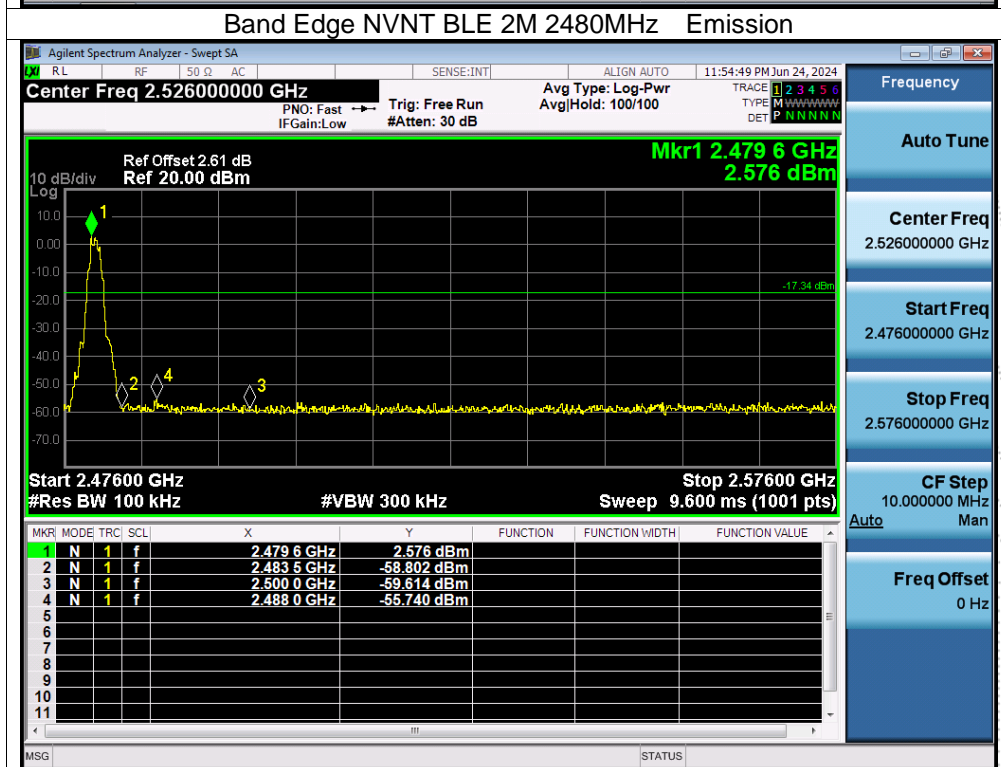 Band Edge NVNT BLE 2M 2480MHz Emission
Agilent Spectrum Analyzer - Swept SA
LXI RL RF 50 Ω AC SENSE:INT ALIGN AUTO 11:54:49 PM Jun 24, 2024
Center Freq 2.526000000 GHz
PNO: Fast
IFGain:Low
Trig: Free Run
#Atten: 30 dB
Avg Type: Log-Pwr
Avg|Hold: 100/100
TRACE 1 2 3 4 5 6
TYPE M WWWWW
DET P N N N N N
Mkr1 2.479 6 GHz
2.576 dBm
Ref Offset 2.61 dB
10 dB/div Ref 20.00 dBm
Log
10.0
0.00
-10.0
-20.0
-30.0
-40.0
-50.0
-60.0
-70.0
1
2
4
3
-17.34 dBm
Start 2.47600 GHz Stop 2.57600 GHz
#Res BW 100 kHz #VBW 300 kHz Sweep 9.600 ms (1001 pts)
MKR MODE TRC SCL X Y FUNCTION FUNCTION WIDTH FUNCTION VALUE
1 N 1 f 2.479 6 GHz 2.576 dBm
2 N 1 f 2.483 5 GHz -58.802 dBm
3 N 1 f 2.500 0 GHz -59.614 dBm
4 N 1 f 2.488 0 GHz -55.740 dBm
5
6
7
8
9
10
11
MSG STATUS
Frequency
Auto Tune
Center Freq
2.526000000 GHz
Start Freq
2.476000000 GHz
Stop Freq
2.576000000 GHz
CF Step
10.000000 MHz
Auto Man
Freq Offset
0 Hz